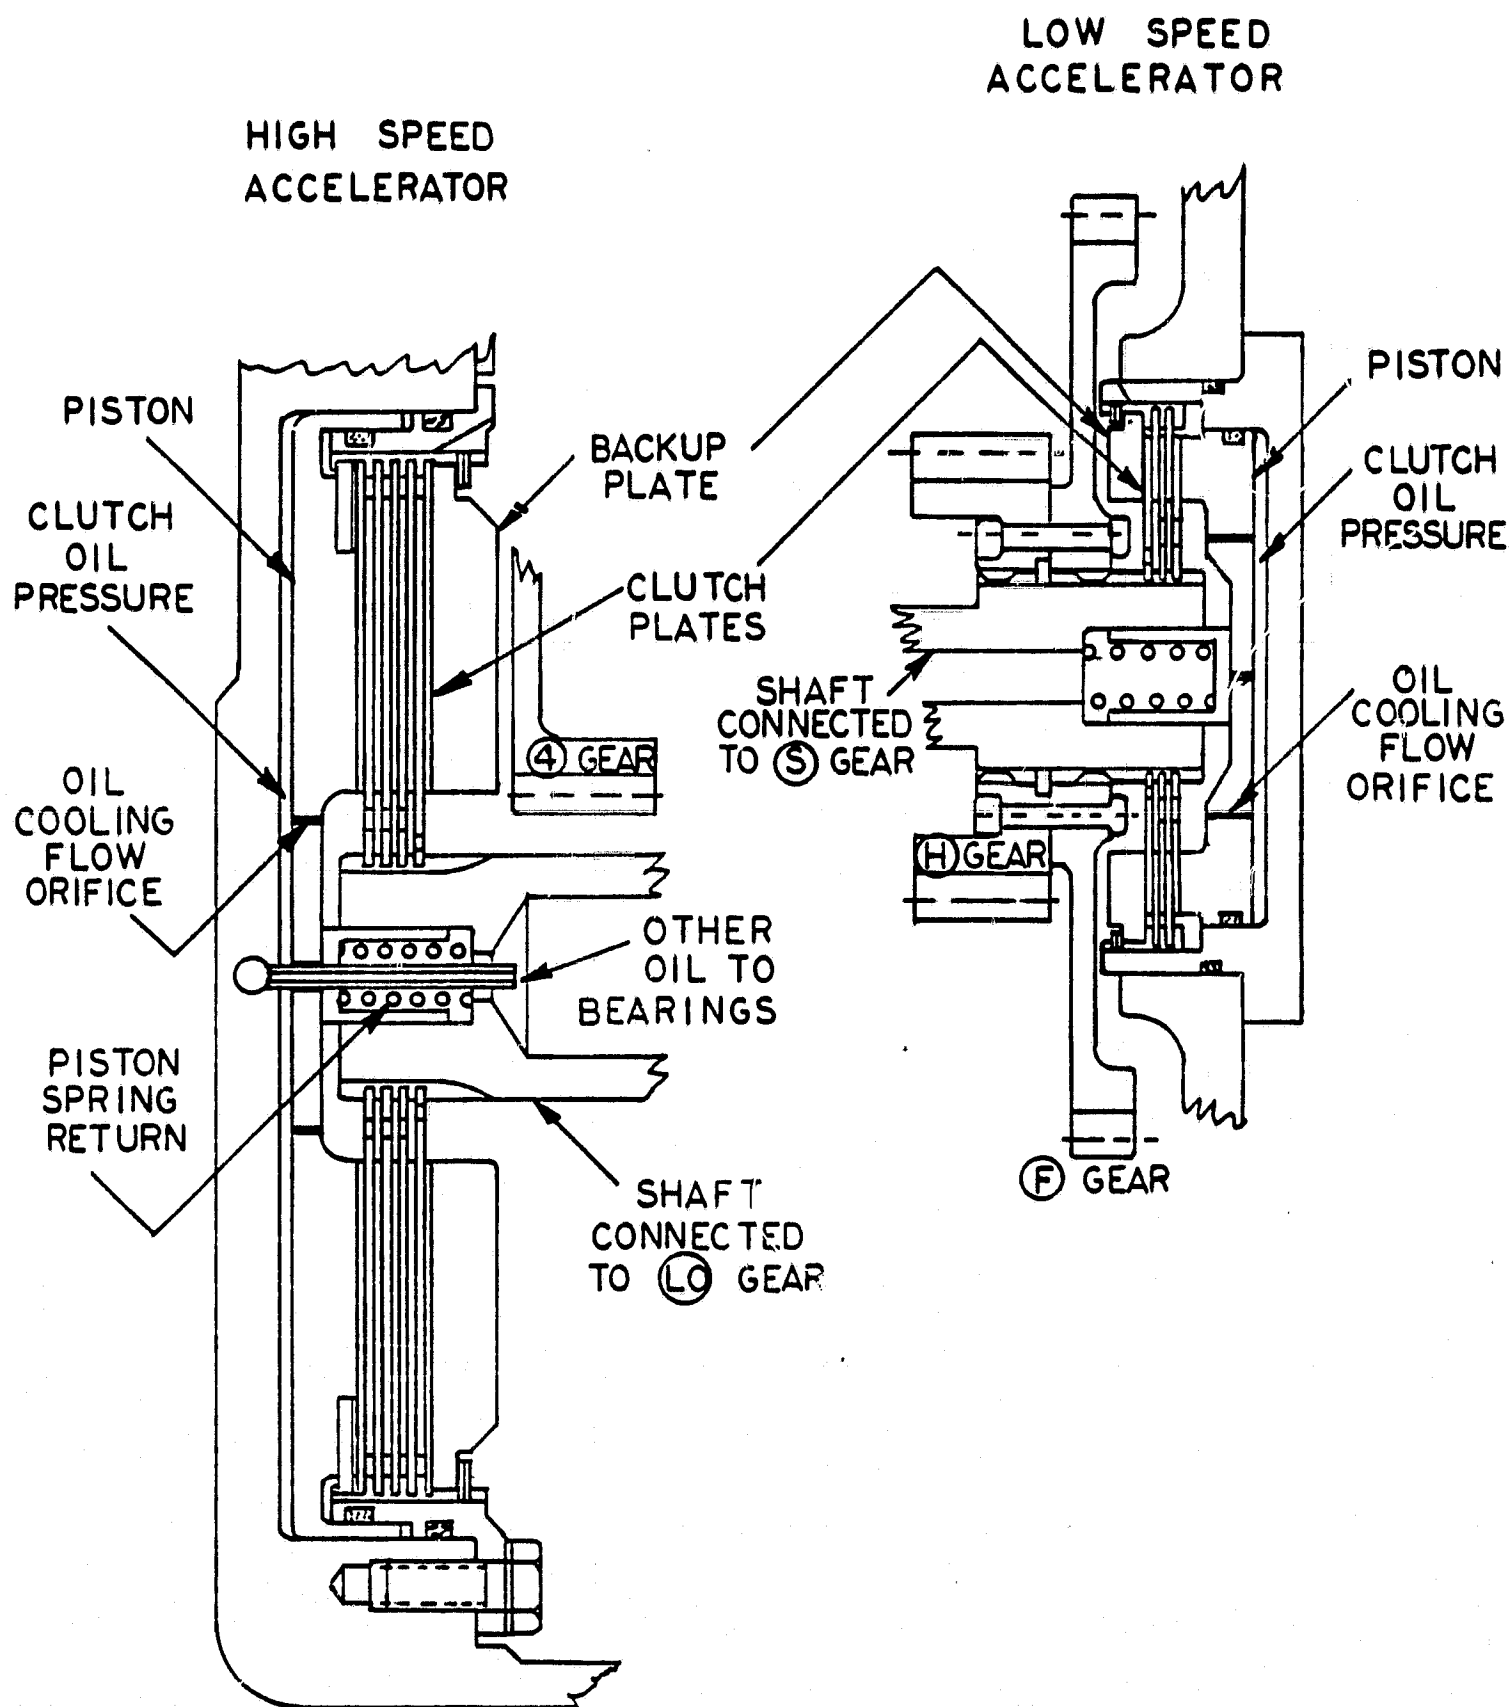 LOW SPEED
ACCELERATOR
HIGH SPEED
ACCELERATOR
PISTON
CLUTCH
OIL
PRESSURE
OIL
COOLING
FLOW
ORIFICE
PISTON
SPRING
RETURN
BACKUP
PLATE
CLUTCH
PLATES
4 GEAR
OTHER
OIL TO
BEARINGS
SHAFT
CONNECTED
TO LO GEAR
SHAFT
CONNECTED
TO S GEAR
H GEAR
F GEAR
PISTON
CLUTCH
OIL
PRESSURE
OIL
COOLING
FLOW
ORIFICE